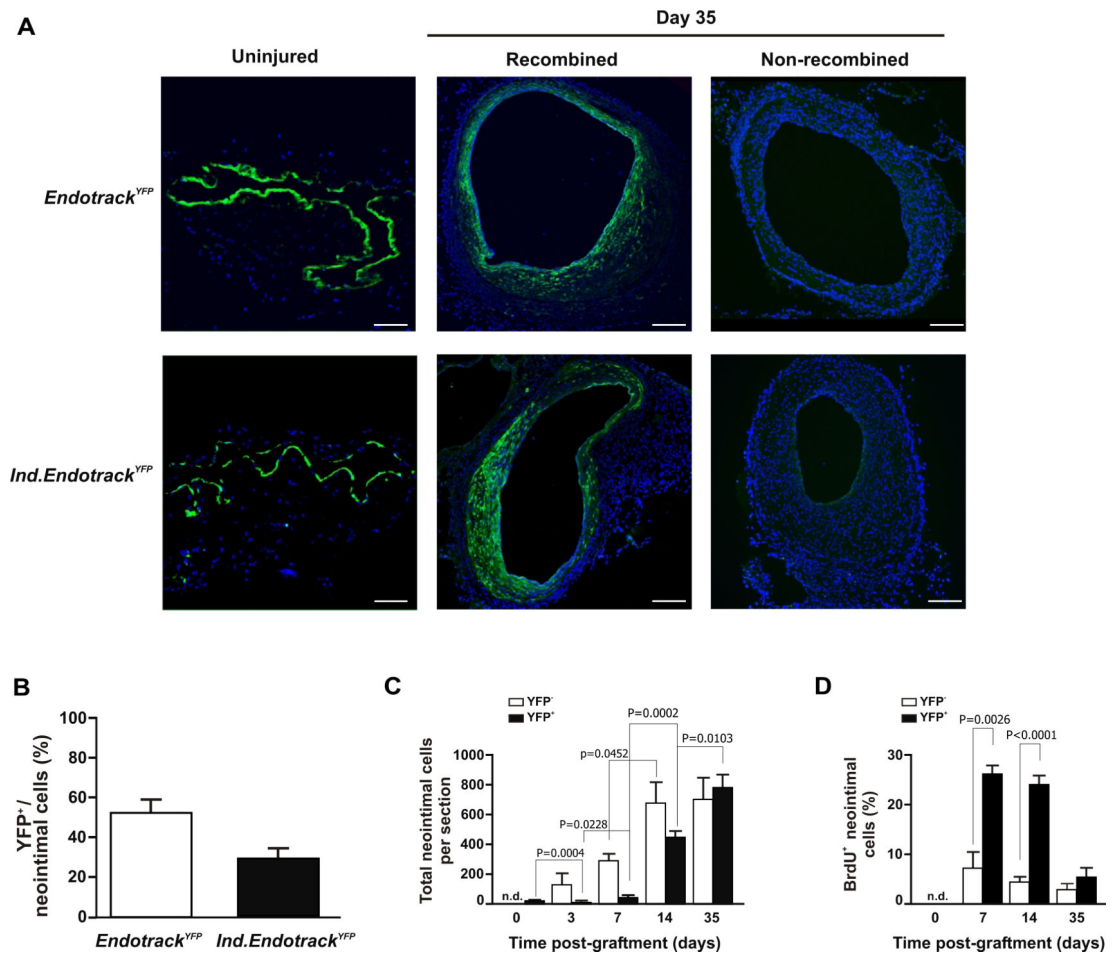 A
Day 35
Uninjured
Recombined
Non-recombined
Endotrack^YFP
Ind.Endotrack^YFP
B
YFP⁺ /
neointimal cells (%)
100
80
60
40
20
0
Endotrack^YFP
Ind.Endotrack^YFP
C
YFP⁻
YFP⁺
P=0.0002
p=0.0452
P=0.0103
P=0.0228
P=0.0004
Total neointimal cells
per section
1000
800
600
400
200
0
n.d.
0 3 7 14 35
Time post-graftment (days)
D
YFP⁻
YFP⁺
P=0.0026
P<0.0001
BrdU⁺ neointimal
cells (%)
30
20
10
0
n.d.
0 7 14 35
Time post-graftment (days)